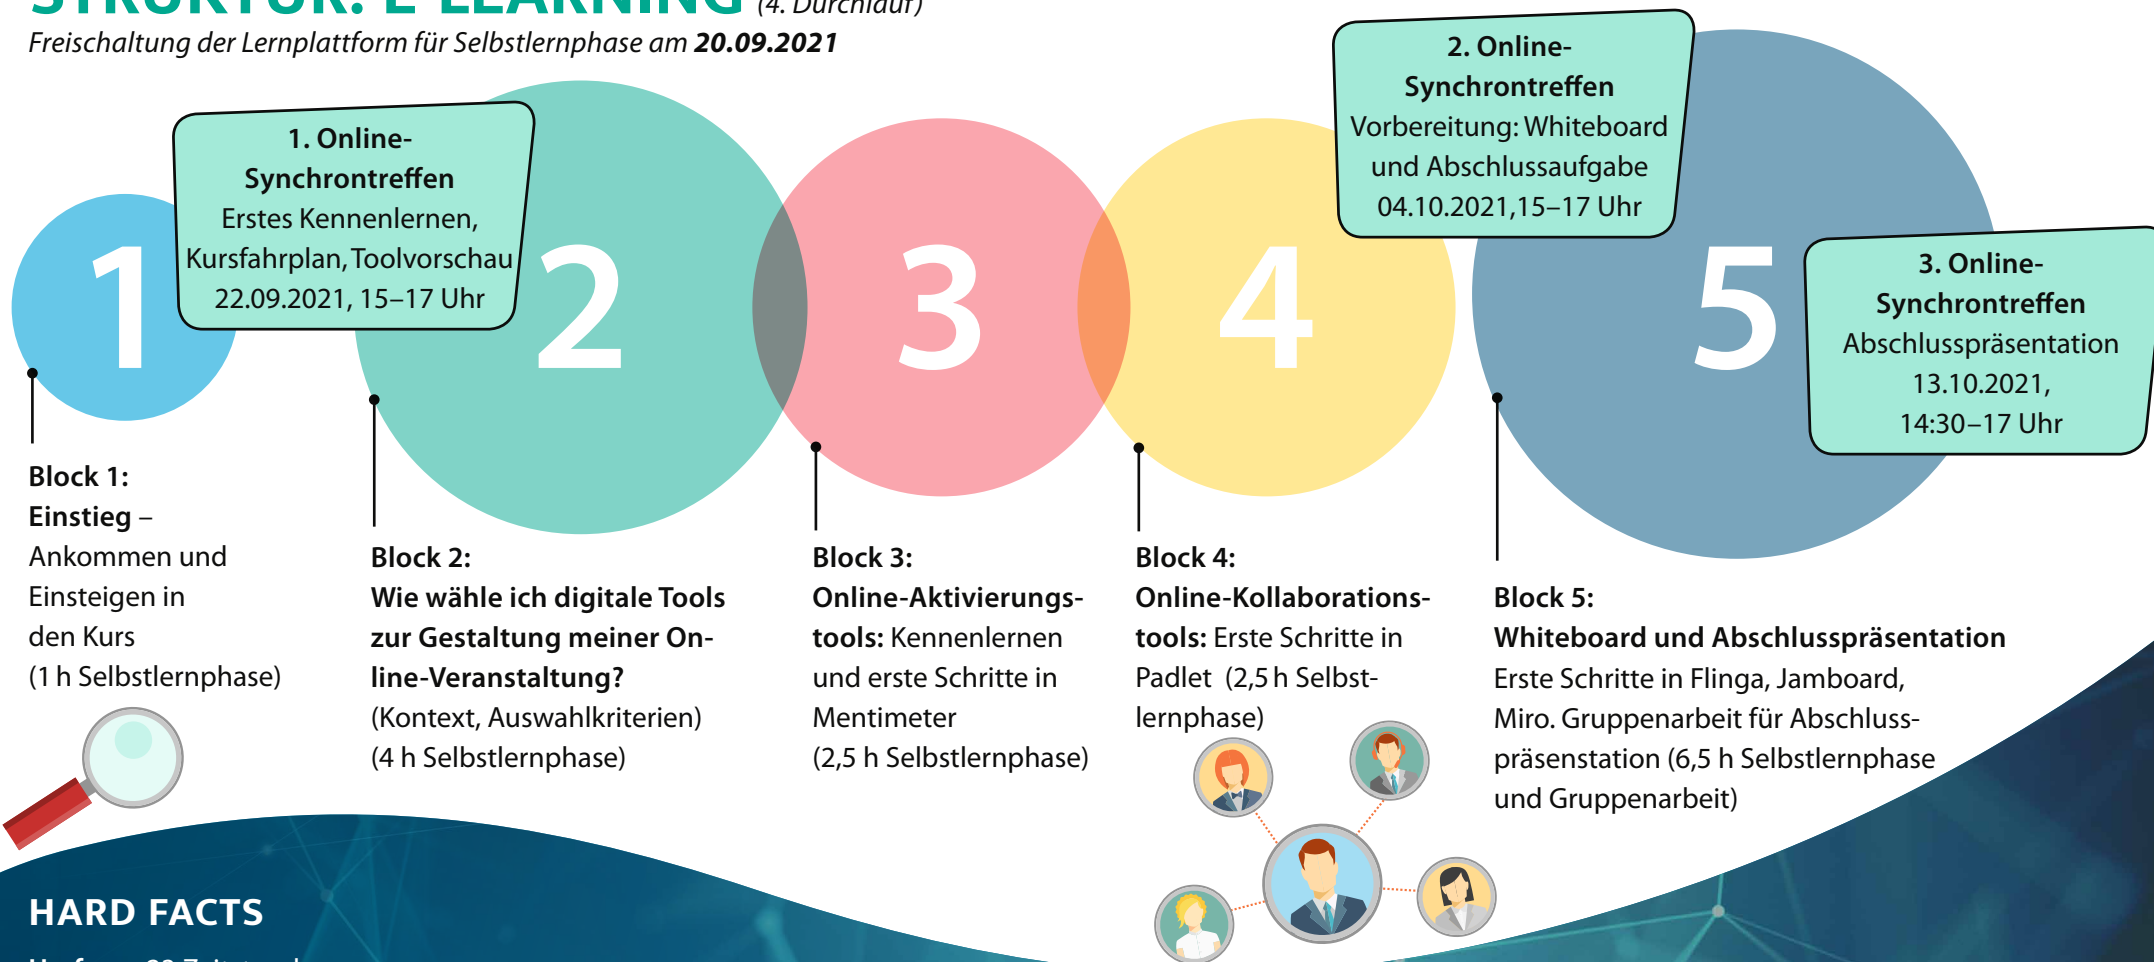 STRUKTUR: E-LEARNING (4. Durchlauf)
Freischaltung der Lernplattform für Selbstlernphase am 20.09.2021
1. Online-
Synchrontreffen
Erstes Kennenlernen,
Kursfahrplan, Toolvorschau
22.09.2021, 15–17 Uhr
2. Online-
Synchrontreffen
Vorbereitung: Whiteboard
und Abschlussaufgabe
04.10.2021,15–17 Uhr
3. Online-
Synchrontreffen
Abschlusspräsentation
13.10.2021,
14:30–17 Uhr
1
2
3
4
5
Block 1:
Einstieg –
Ankommen und
Einsteigen in
den Kurs
(1 h Selbstlernphase)
Block 2:
Wie wähle ich digitale Tools
zur Gestaltung meiner On-
line-Veranstaltung?
(Kontext, Auswahlkriterien)
(4 h Selbstlernphase)
Block 3:
Online-Aktivierungs-
tools: Kennenlernen
und erste Schritte in
Mentimeter
(2,5 h Selbstlernphase)
Block 4:
Online-Kollaborations-
tools: Erste Schritte in
Padlet (2,5 h Selbst-
lernphase)
Block 5:
Whiteboard und Abschlusspräsentation
Erste Schritte in Flinga, Jamboard,
Miro. Gruppenarbeit für Abschluss-
präsenstation (6,5 h Selbstlernphase
und Gruppenarbeit)
HARD FACTS